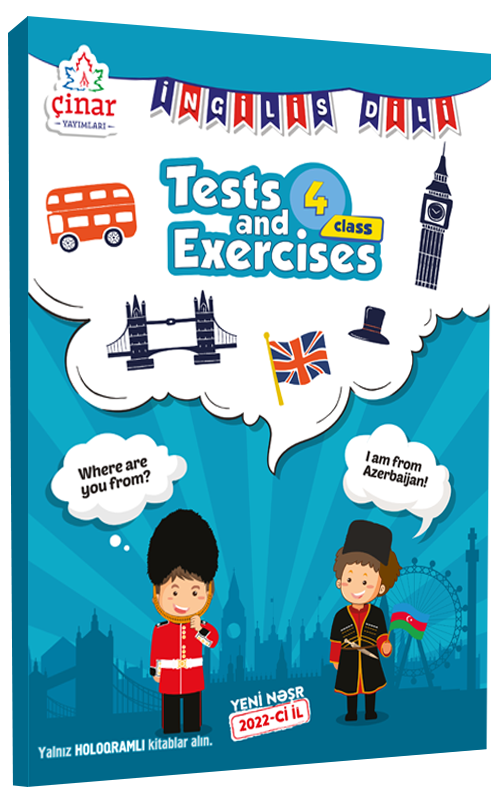 Çinar
YAYIMLARI
İNGİLİS DİLİ
Tests
and
Exercises
4
class
Where are
you from?
I am from
Azerbaijan!
YENİ NƏŞR
2022-Cİ İL
Yalnız HOLOQRAMLI kitablar alın.